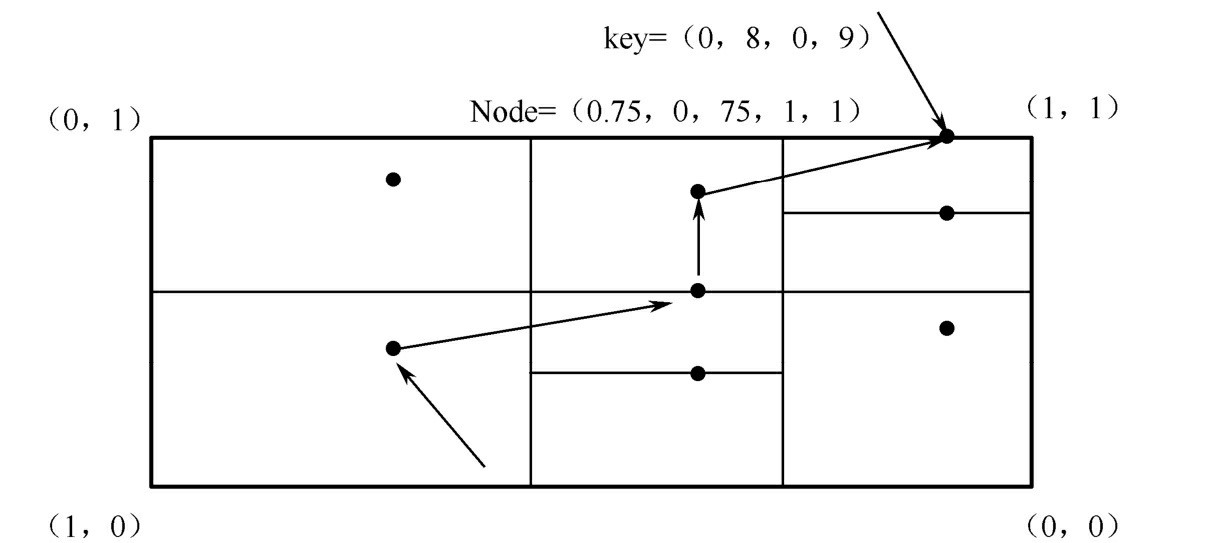 key=（0，8，0，9）
Node=（0.75，0，75，1，1）
（0，1）
（1，1）
（1，0）
（0，0）